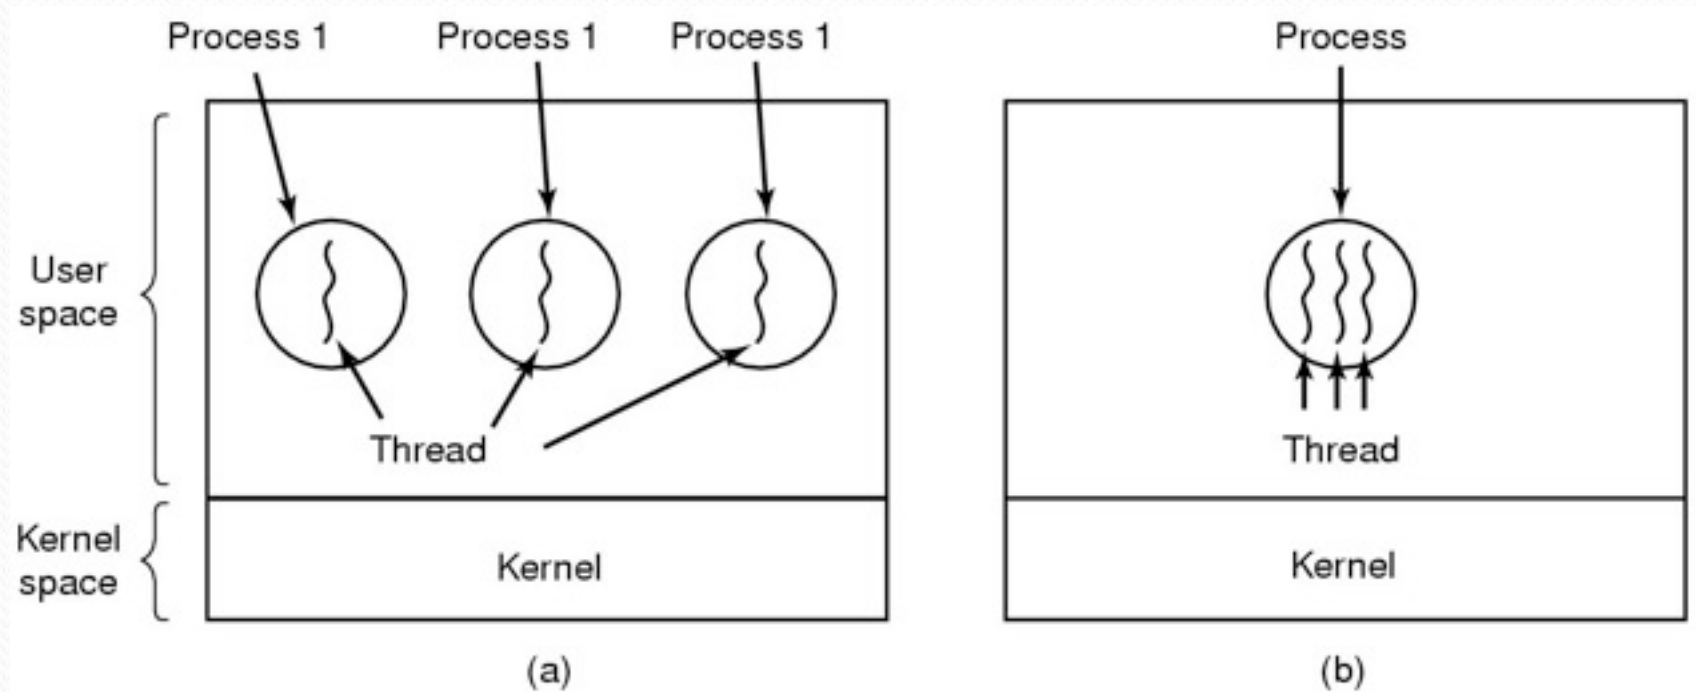 Process 1
Process 1
Process 1
Process
User
space
Thread
Thread
Kernel
space
Kernel
Kernel
(a)
(b)